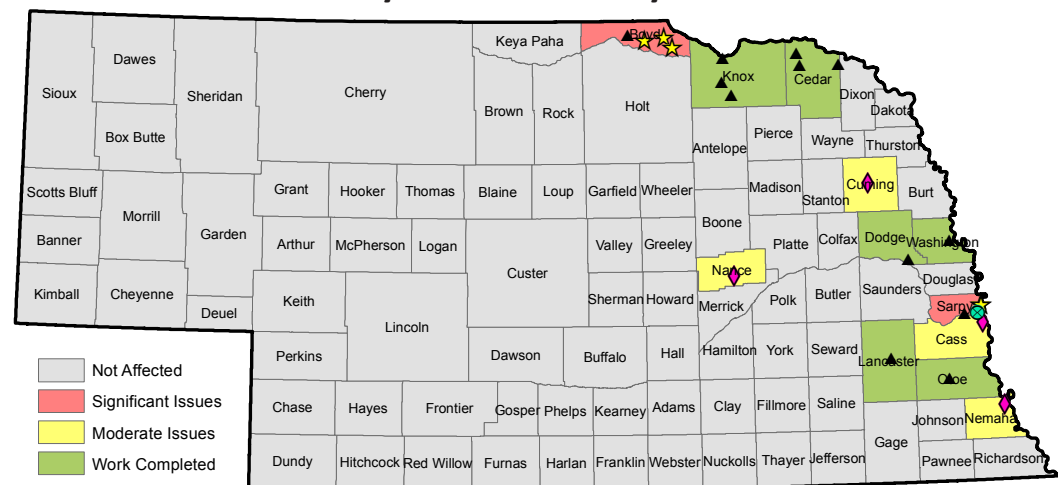 Keya Paha
Boyd
Dawes
Sioux
Sheridan
Cherry
Knox
Cedar
Dixon
Dakota
Brown
Rock
Holt
Box Butte
Antelope
Pierce
Wayne
Thurston
Scotts Bluff
Morrill
Grant
Hooker
Thomas
Blaine
Loup
Garfield
Wheeler
Madison
Stanton
Cuming
Burt
Banner
Garden
Arthur
McPherson
Logan
Custer
Valley
Greeley
Boone
Platte
Colfax
Dodge
Washington
Kimball
Cheyenne
Deuel
Keith
Lincoln
Sherman
Howard
Nance
Merrick
Polk
Butler
Saunders
Douglas
Sarpy
Perkins
Dawson
Buffalo
Hall
Hamilton
York
Seward
Lancaster
Cass
Otoe
Chase
Hayes
Frontier
Gosper
Phelps
Kearney
Adams
Clay
Fillmore
Saline
Gage
Johnson
Nemaha
Dundy
Hitchcock
Red Willow
Furnas
Harlan
Franklin
Webster
Nuckolls
Thayer
Jefferson
Pawnee
Richardson
Not Affected
Significant Issues
Moderate Issues
Work Completed